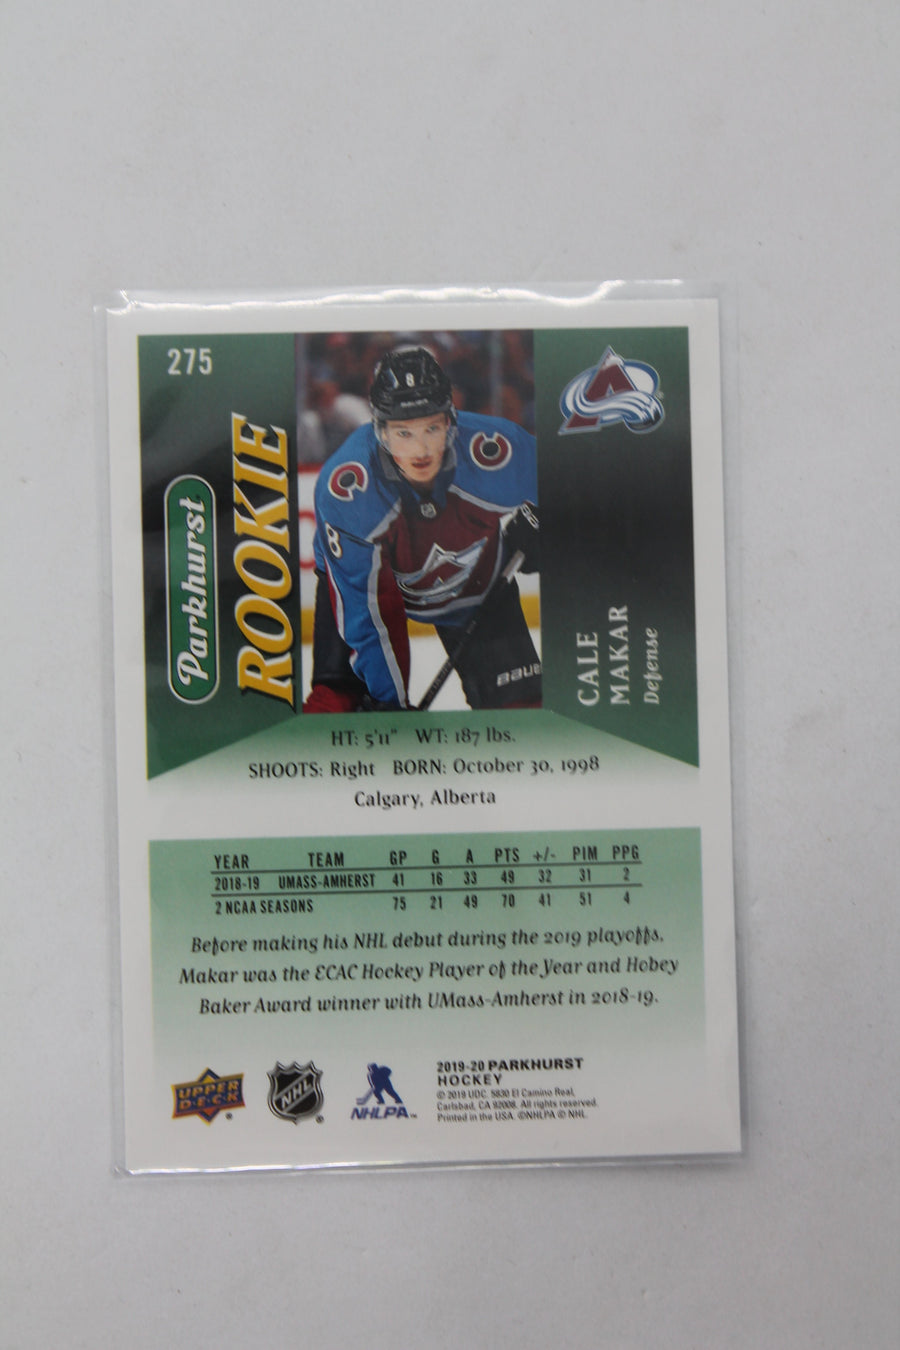 275
Parkhurst
ROOKIE
8
8
8
BAUER
CALE
MAKAR
Defense
HT: 5'11" WT: 187 lbs.
SHOOTS: Right BORN: October 30, 1998
Calgary, Alberta
YEAR TEAM GP G A PTS +/- PIM PPG
2018-19 UMASS-AMHERST 41 16 33 49 32 31 2
2 NCAA SEASONS 75 21 49 70 41 51 4
Before making his NHL debut during the 2019 playoffs,
Makar was the ECAC Hockey Player of the Year and Hobey
Baker Award winner with UMass-Amherst in 2018-19.
UPPER
D·E·C·K
®
NHL
®
NHLPA™
2019-20 PARKHURST
HOCKEY
© 2019 UDC. 5830 El Camino Real,
Carlsbad, CA 92008. All rights reserved.
Printed in the USA. ©NHLPA © NHL.